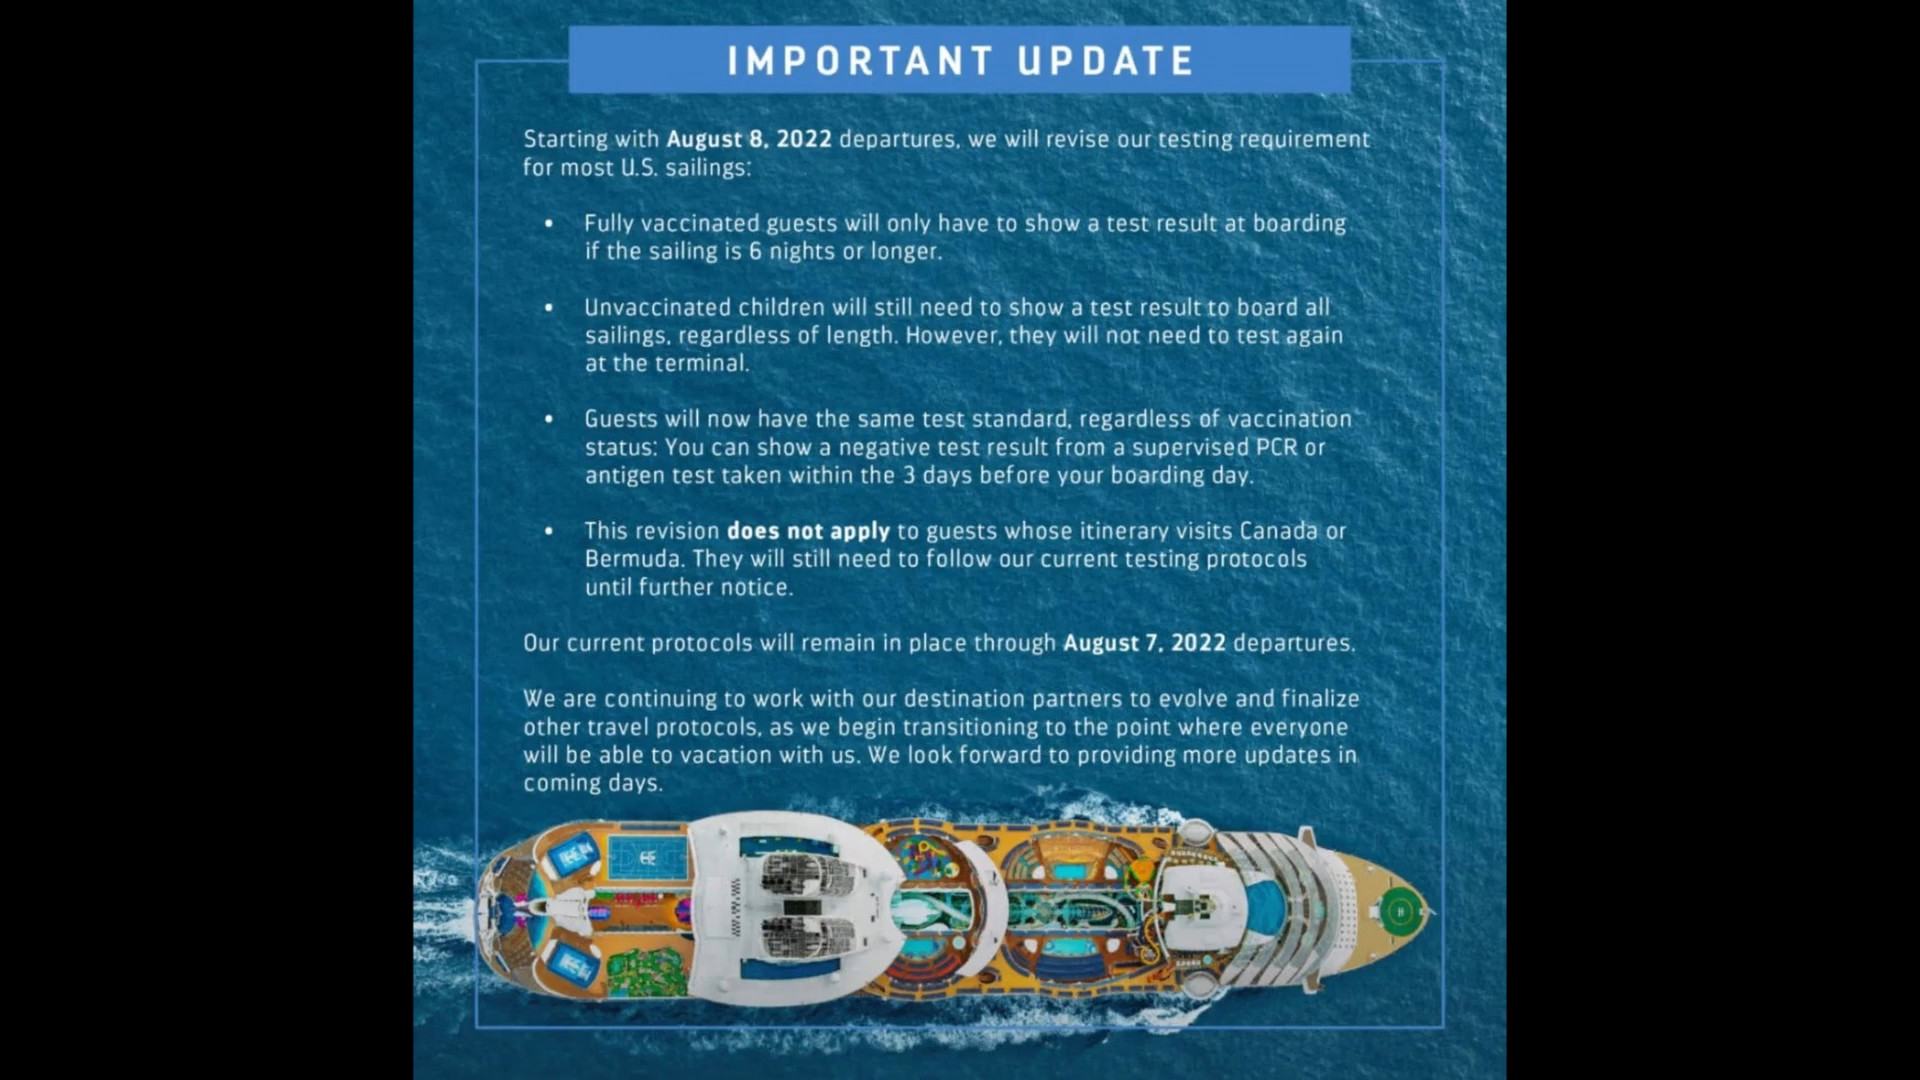 IMPORTANT UPDATE
Starting with August 8, 2022 departures, we will revise our testing requirement
for most U.S. sailings:
• Fully vaccinated guests will only have to show a test result at boarding
if the sailing is 6 nights or longer.
• Unvaccinated children will still need to show a test result to board all
sailings, regardless of length. However, they will not need to test again
at the terminal.
• Guests will now have the same test standard, regardless of vaccination
status: You can show a negative test result from a supervised PCR or
antigen test taken within the 3 days before your boarding day.
• This revision does not apply to guests whose itinerary visits Canada or
Bermuda. They will still need to follow our current testing protocols
until further notice.
Our current protocols will remain in place through August 7, 2022 departures.
We are continuing to work with our destination partners to evolve and finalize
other travel protocols, as we begin transitioning to the point where everyone
will be able to vacation with us. We look forward to providing more updates in
coming days.
H